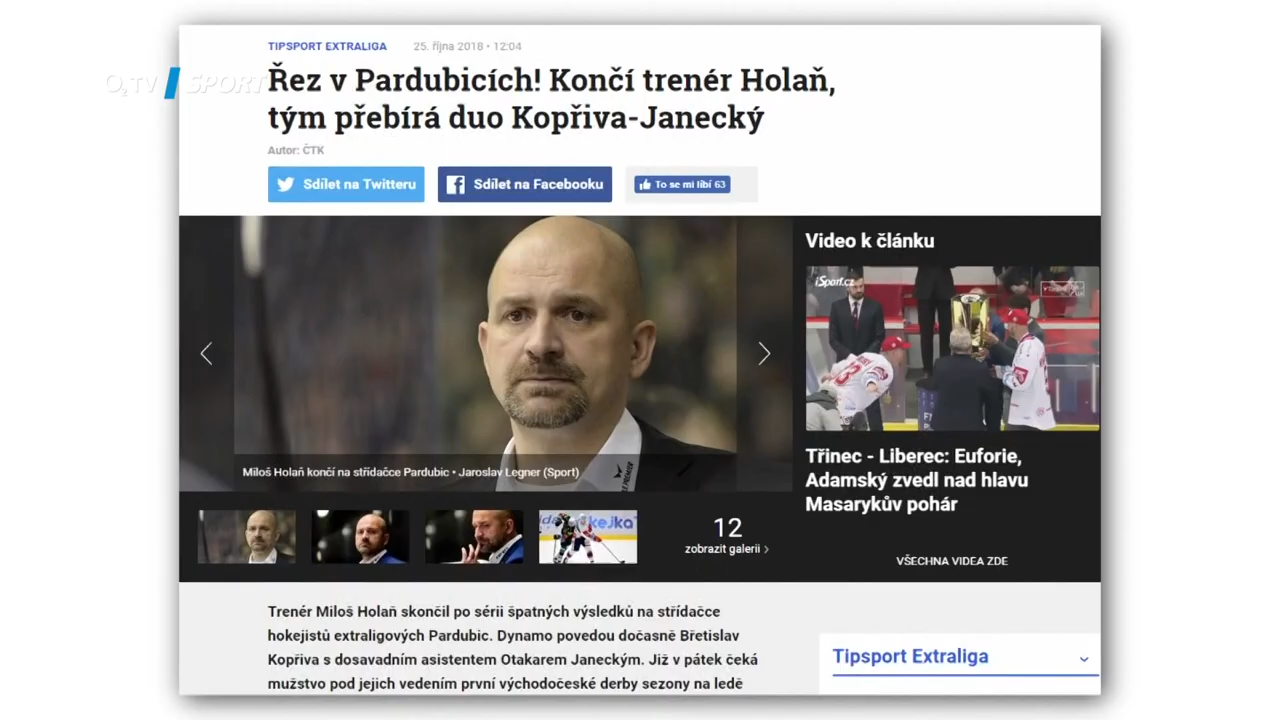 O2 TV SPORT
TIPSPORT EXTRALIGA 25. října 2018 • 12:04
Řez v Pardubicích! Končí trenér Holaň,
tým přebírá duo Kopřiva-Janecký
Autor: ČTK
Sdílet na Twitteru
Sdílet na Facebooku
To se mi líbí 63
Miloš Holaň končí na střídačce Pardubic • Jaroslav Legner (Sport)
12
zobrazit galerii ›
Video k článku
iSport.cz
Třinec - Liberec: Euforie,
Adamský zvedl nad hlavu
Masarykův pohár
VŠECHNA VIDEA ZDE
Trenér Miloš Holaň skončil po sérii špatných výsledků na střídačce
hokejistů extraligových Pardubic. Dynamo povedou dočasně Břetislav
Kopřiva s dosavadním asistentem Otakarem Janeckým. Již v pátek čeká
mužstvo pod jejich vedením první východočeské derby sezony na ledě
Tipsport Extraliga